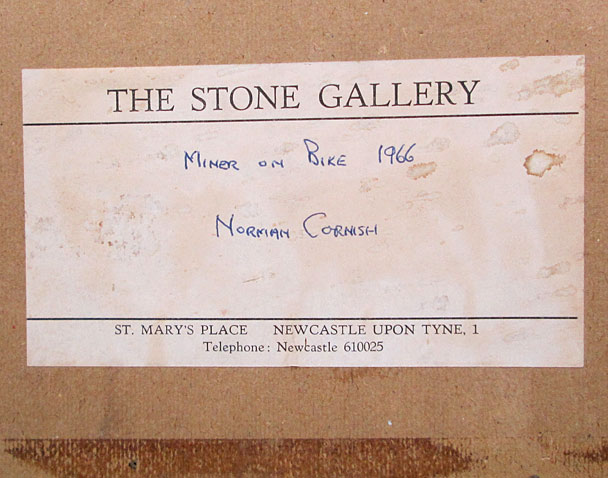 THE STONE GALLERY
MINER ON BIKE 1966
NORMAN CORNISH
ST. MARY'S PLACE NEWCASTLE UPON TYNE, 1
Telephone: Newcastle 610025